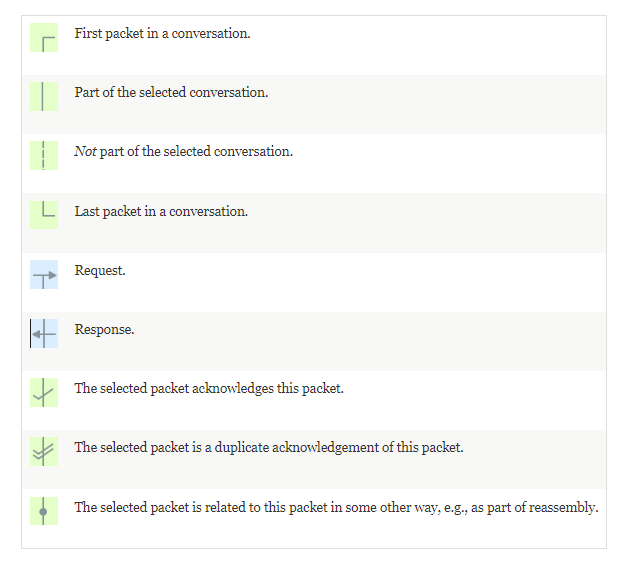 First packet in a conversation.
Part of the selected conversation.
Not part of the selected conversation.
Last packet in a conversation.
Request.
Response.
The selected packet acknowledges this packet.
The selected packet is a duplicate acknowledgement of this packet.
The selected packet is related to this packet in some other way, e.g., as part of reassembly.